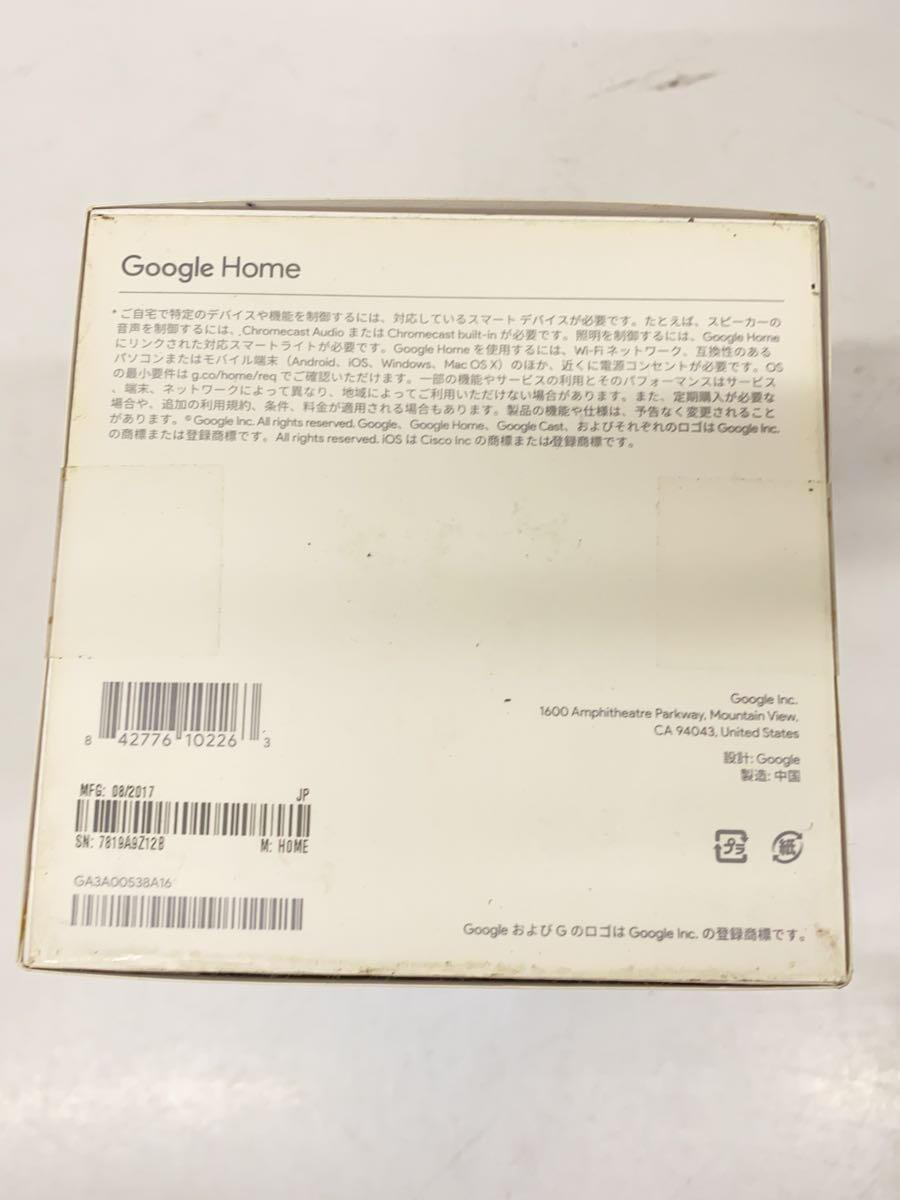 Google Home
* ご自宅で特定のデバイスや機能を制御するには、対応しているスマート デバイスが必要です。たとえば、スピーカーの
音声を制御するには、Chromecast Audio または Chromecast built-in が必要です。照明を制御するには、Google Home
にリンクされた対応スマートライトが必要です。Google Home を使用するには、Wi-Fi ネットワーク、互換性のある
パソコンまたはモバイル端末（Android、iOS、Windows、Mac OS X）のほか、近くに電源コンセントが必要です。OS
の最小要件は g.co/home/req でご確認いただけます。一部の機能やサービスの利用とそのパフォーマンスはサービス
、端末、ネットワークによって異なり、地域によってご利用いただけない場合があります。また、定期購入が必要な
場合や、追加の利用規約、条件、料金が適用される場合もあります。製品の機能や仕様は、予告なく変更されること
があります。© Google Inc. All rights reserved. Google、Google Home、Google Cast、およびそれぞれのロゴは Google Inc.
の商標または登録商標です。All rights reserved. iOS は Cisco Inc の商標または登録商標です。
8 42776 10226 3
Google Inc.
1600 Amphitheatre Parkway, Mountain View,
CA 94043, United States
設計: Google
製造: 中国
MFG: 08/2017 JP
SN: 7819A9Z12B M: HOME
プラ 紙
GA3A00538A16
Google および G のロゴは Google Inc. の登録商標です。